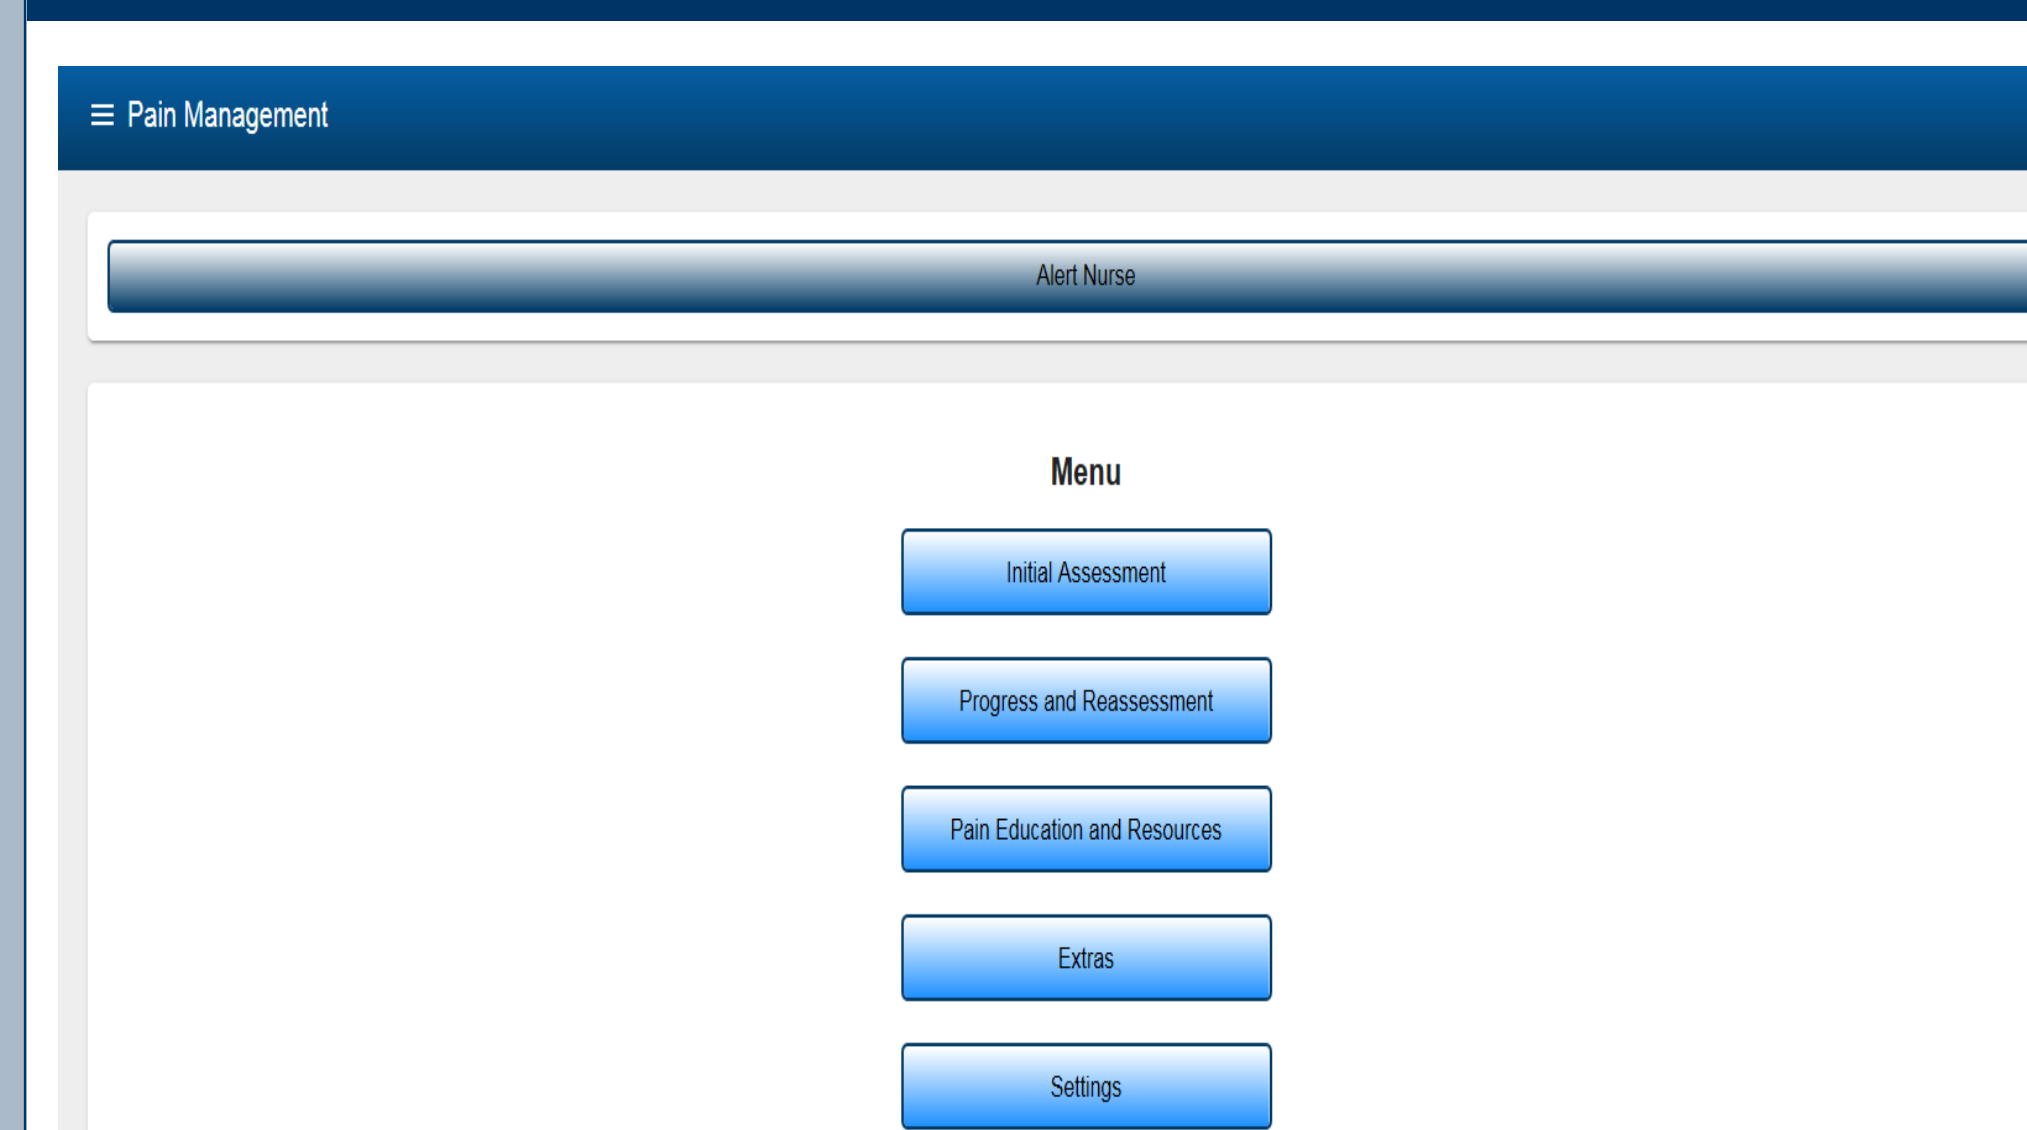 Pain Management
Alert Nurse
Menu
Initial Assessment
Progress and Reassessment
Pain Education and Resources
Extras
Settings